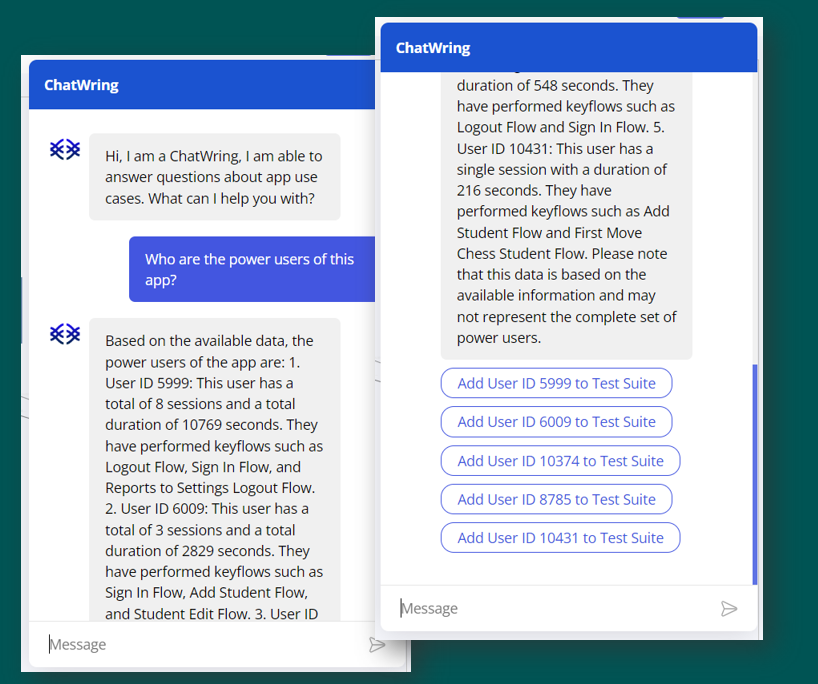 ChatWring
Hi, I am a ChatWring, I am able to
answer questions about app use
cases. What can I help you with?
Who are the power users of this
app?
Based on the available data, the
power users of the app are: 1.
User ID 5999: This user has a
total of 8 sessions and a total
duration of 10769 seconds. They
have performed keyflows such as
Logout Flow, Sign In Flow, and
Reports to Settings Logout Flow.
2. User ID 6009: This user has a
total of 3 sessions and a total
duration of 2829 seconds. They
have performed keyflows such as
Sign In Flow, Add Student Flow,
and Student Edit Flow. 3. User ID
Message
ChatWring
duration of 548 seconds. They
have performed keyflows such as
Logout Flow and Sign In Flow. 5.
User ID 10431: This user has a
single session with a duration of
216 seconds. They have
performed keyflows such as Add
Student Flow and First Move
Chess Student Flow. Please note
that this data is based on the
available information and may
not represent the complete set of
power users.
Add User ID 5999 to Test Suite
Add User ID 6009 to Test Suite
Add User ID 10374 to Test Suite
Add User ID 8785 to Test Suite
Add User ID 10431 to Test Suite
Message